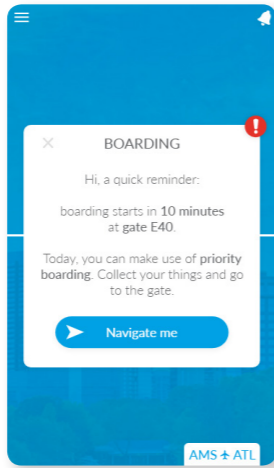 BOARDING
Hi, a quick reminder:
boarding starts in 10 minutes
at gate E40.
Today, you can make use of priority
boarding. Collect your things and go
to the gate.
Navigate me
AMS ✈ ATL